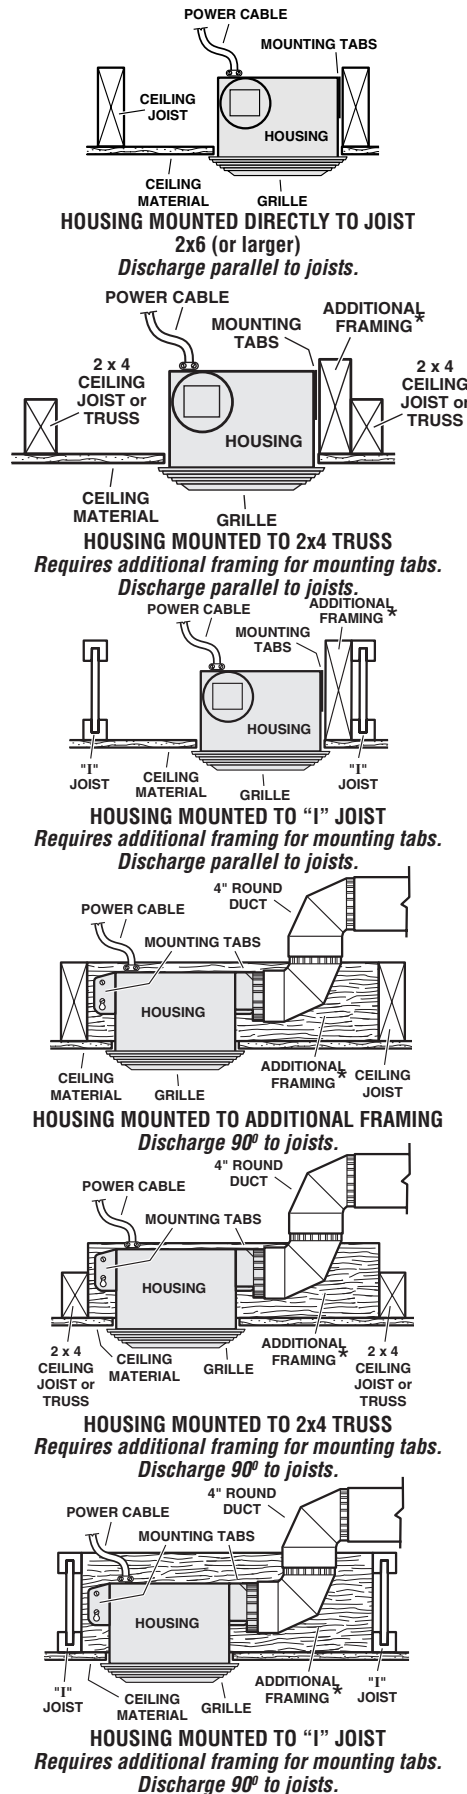 POWER CABLE
MOUNTING TABS
CEILING
JOIST
HOUSING
CEILING
MATERIAL
GRILLE
HOUSING MOUNTED DIRECTLY TO JOIST
2x6 (or larger)
Discharge parallel to joists.
POWER CABLE
ADDITIONAL
FRAMING*
MOUNTING
TABS
2 x 4
CEILING
JOIST or
TRUSS
2 x 4
CEILING
JOIST or
TRUSS
HOUSING
CEILING
MATERIAL
GRILLE
HOUSING MOUNTED TO 2x4 TRUSS
Requires additional framing for mounting tabs.
Discharge parallel to joists.
POWER CABLE
ADDITIONAL
FRAMING*
MOUNTING
TABS
HOUSING
"I"
JOIST
CEILING
MATERIAL
GRILLE
"I"
JOIST
HOUSING MOUNTED TO “I” JOIST
Requires additional framing for mounting tabs.
Discharge parallel to joists.
4" ROUND
DUCT
POWER CABLE
MOUNTING TABS
HOUSING
CEILING
MATERIAL
GRILLE
ADDITIONAL
FRAMING*
CEILING
JOIST
HOUSING MOUNTED TO ADDITIONAL FRAMING
Discharge 90⁰ to joists.
4" ROUND
DUCT
POWER CABLE
MOUNTING TABS
HOUSING
2 x 4
CEILING
JOIST or
TRUSS
CEILING
MATERIAL
GRILLE
ADDITIONAL
FRAMING*
2 x 4
CEILING
JOIST or
TRUSS
HOUSING MOUNTED TO 2x4 TRUSS
Requires additional framing for mounting tabs.
Discharge 90⁰ to joists.
4" ROUND
DUCT
POWER CABLE
MOUNTING TABS
HOUSING
"I"
JOIST
CEILING
MATERIAL
GRILLE
ADDITIONAL
FRAMING*
"I"
JOIST
HOUSING MOUNTED TO “I” JOIST
Requires additional framing for mounting tabs.
Discharge 90⁰ to joists.